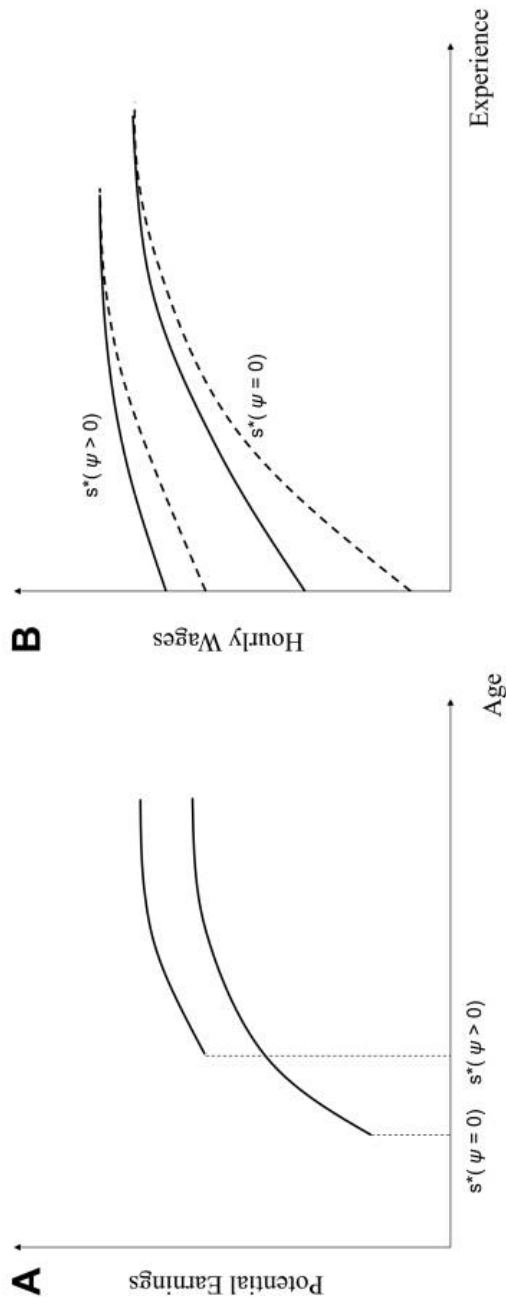 A
Potential Earnings
s*( ψ = 0)
s*( ψ > 0)
Age
B
Hourly Wages
s*( ψ > 0)
s*( ψ = 0)
Experience